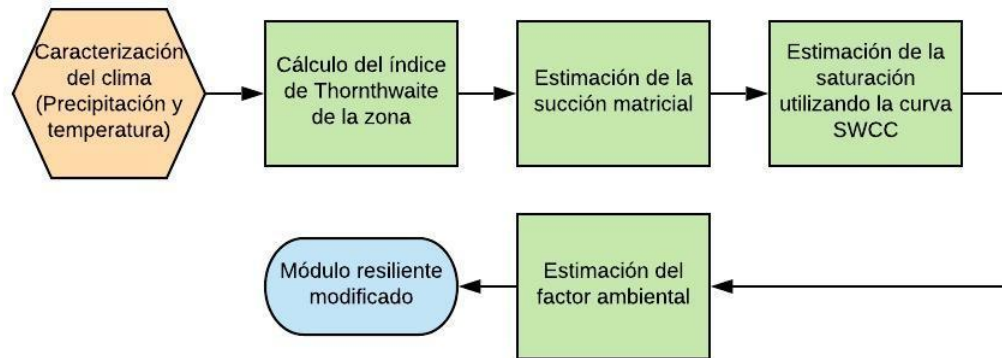 Caracterización
del clima
(Precipitación y
temperatura)
Cálculo del índice
de Thornthwaite
de la zona
Estimación de la
succión matricial
Estimación de la
saturación
utilizando la curva
SWCC
Módulo resiliente
modificado
Estimación del
factor ambiental